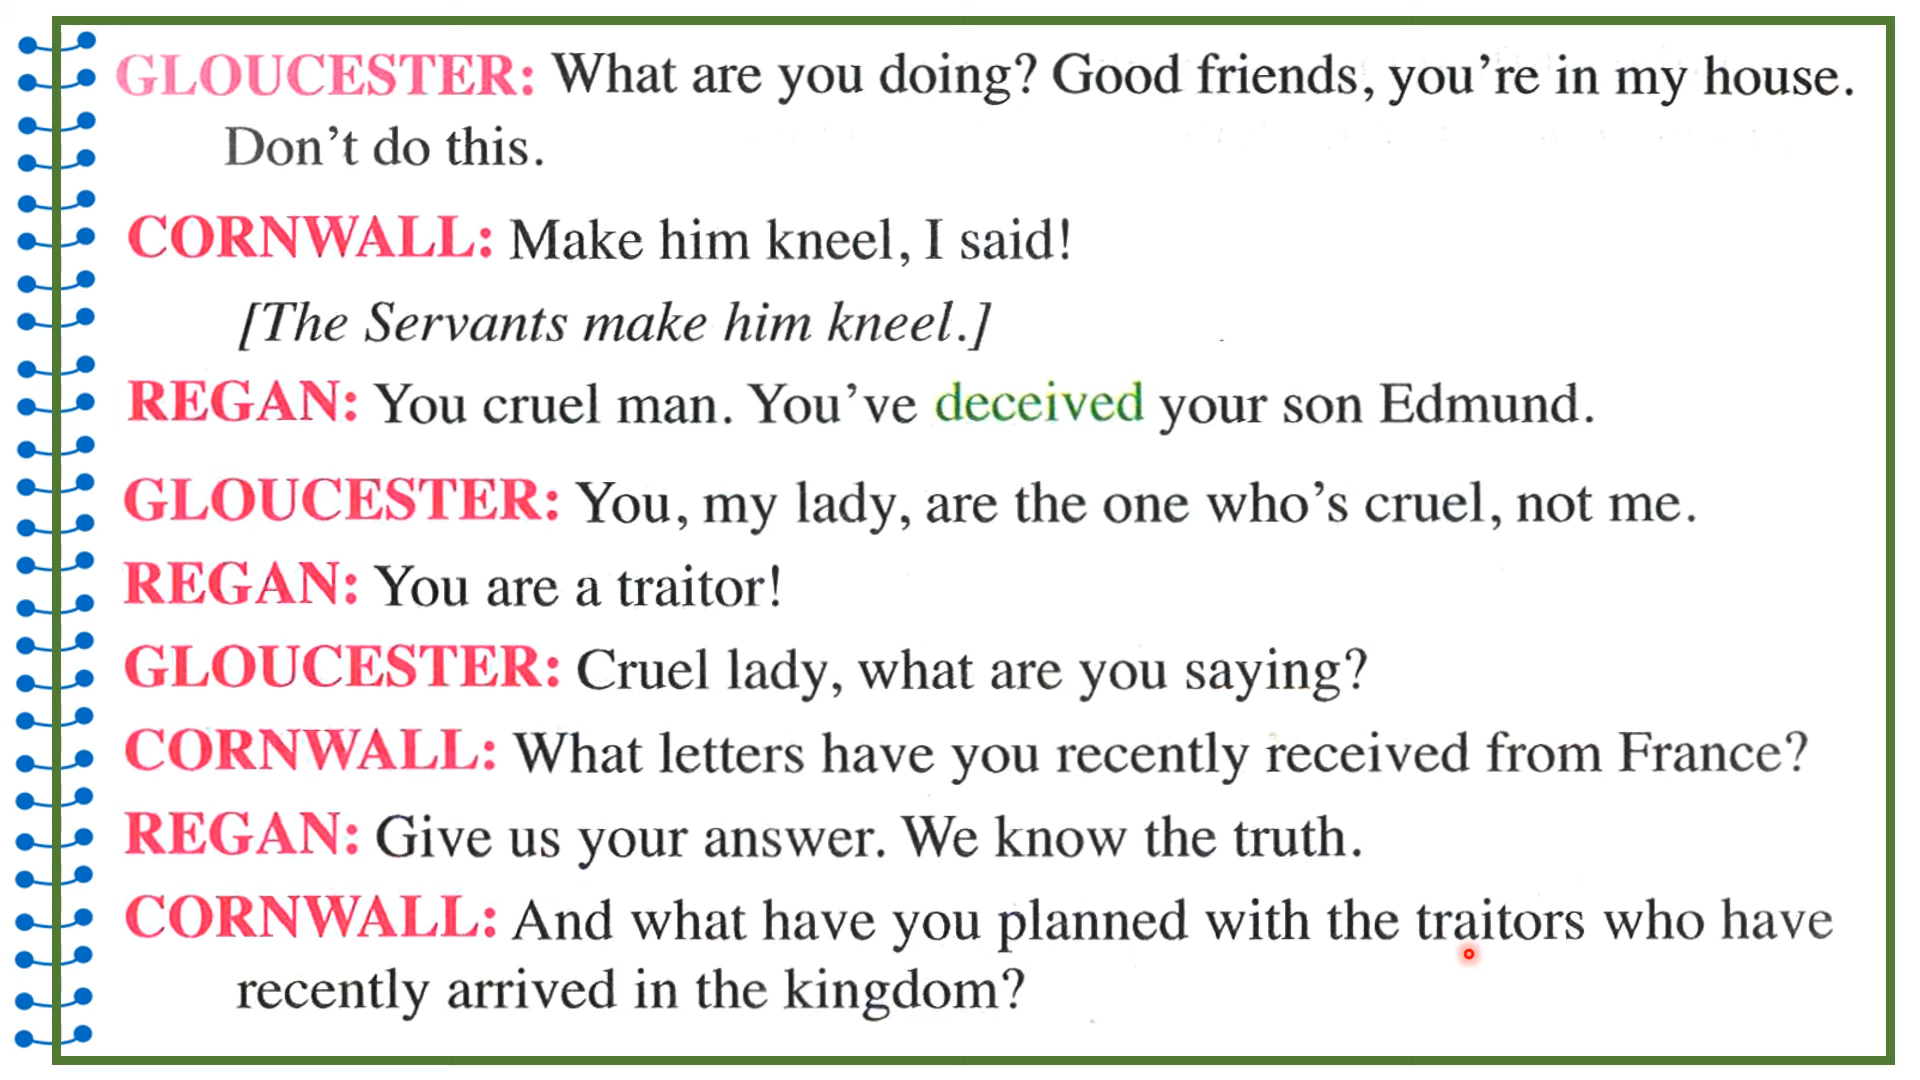 GLOUCESTER: What are you doing? Good friends, you’re in my house.
Don’t do this.
CORNWALL: Make him kneel, I said!
[The Servants make him kneel.]
REGAN: You cruel man. You’ve deceived your son Edmund.
GLOUCESTER: You, my lady, are the one who’s cruel, not me.
REGAN: You are a traitor!
GLOUCESTER: Cruel lady, what are you saying?
CORNWALL: What letters have you recently received from France?
REGAN: Give us your answer. We know the truth.
CORNWALL: And what have you planned with the traitors who have
recently arrived in the kingdom?